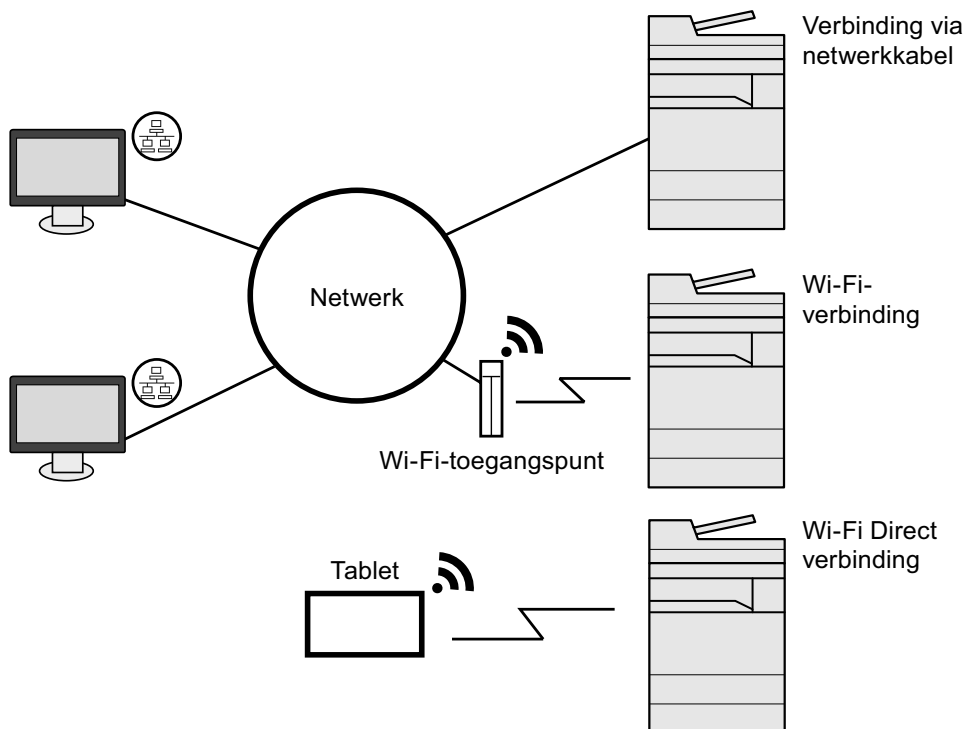 Verbinding via
netwerkkabel
Netwerk
Wi-Fi-
verbinding
Wi-Fi-toegangspunt
Wi-Fi Direct
verbinding
Tablet